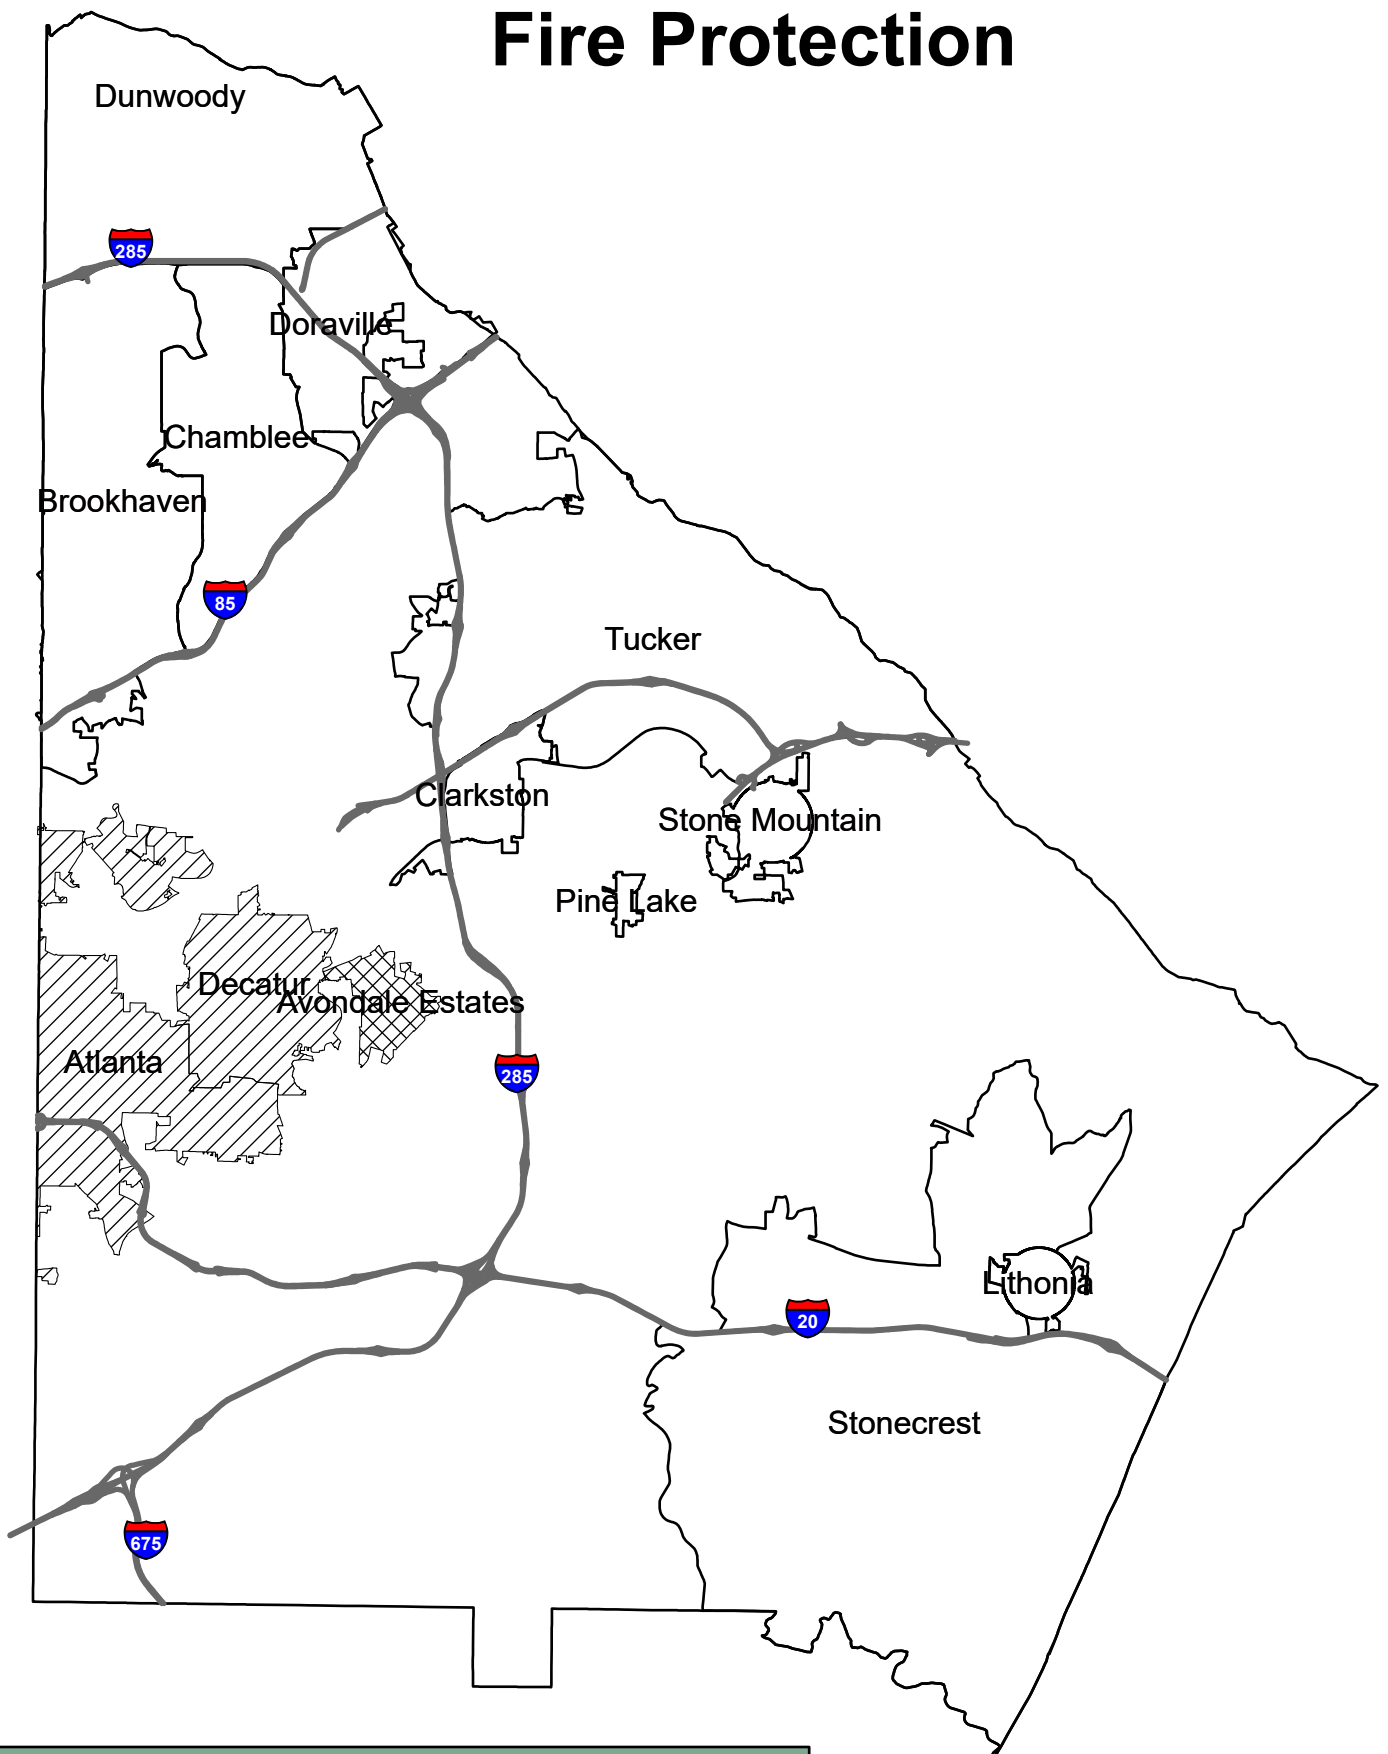 Fire Protection
Dunwoody
285
Doraville
Chamblee
Brookhaven
85
Tucker
Clarkston
Stone Mountain
Pine Lake
Decatur
Avondale Estates
Atlanta
285
Lithonia
20
Stonecrest
675